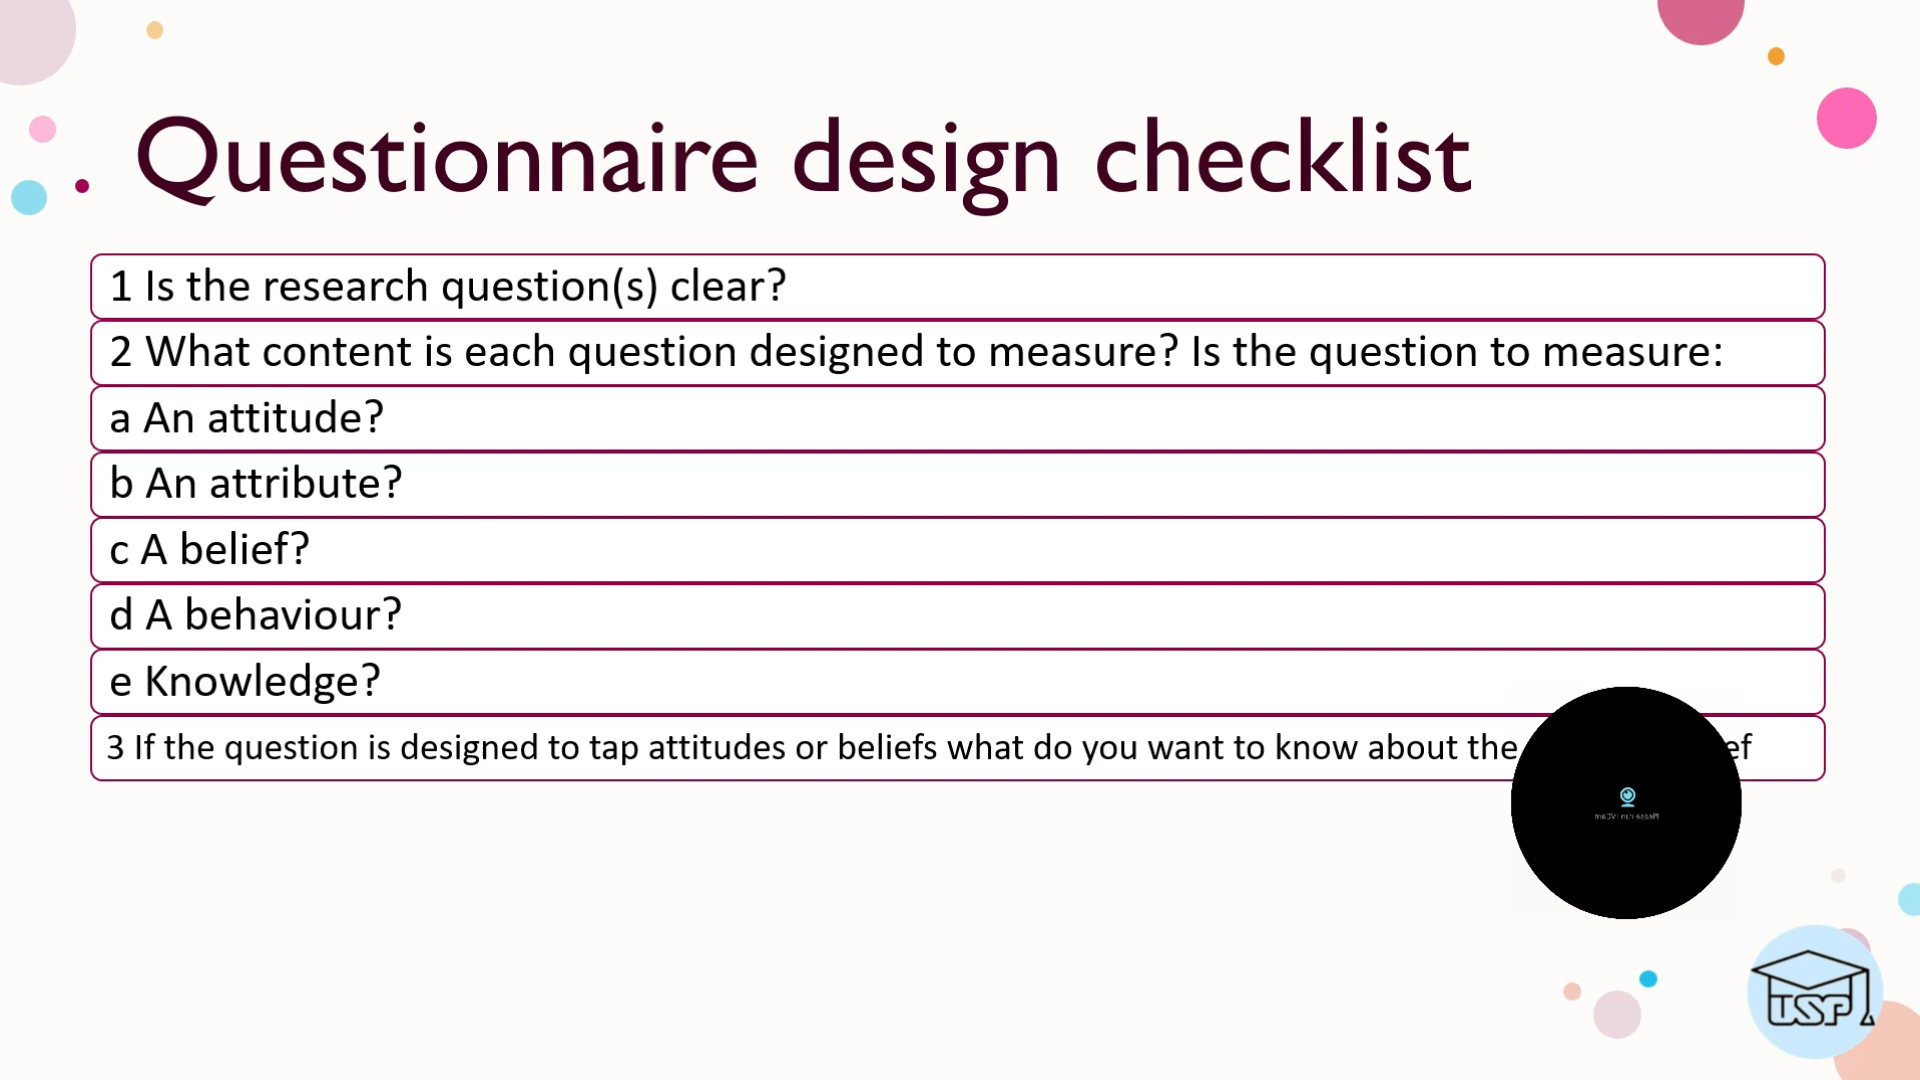 Questionnaire design checklist
1 Is the research question(s) clear?
2 What content is each question designed to measure? Is the question to measure:
a An attitude?
b An attribute?
c A belief?
d A behaviour?
e Knowledge?
3 If the question is designed to tap attitudes or beliefs what do you want to know about the
USP